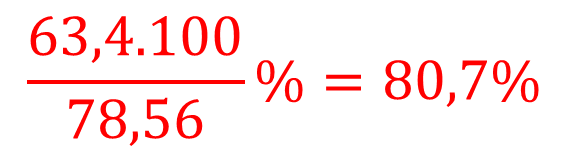 63,4.100
78,56
% = 80,7%